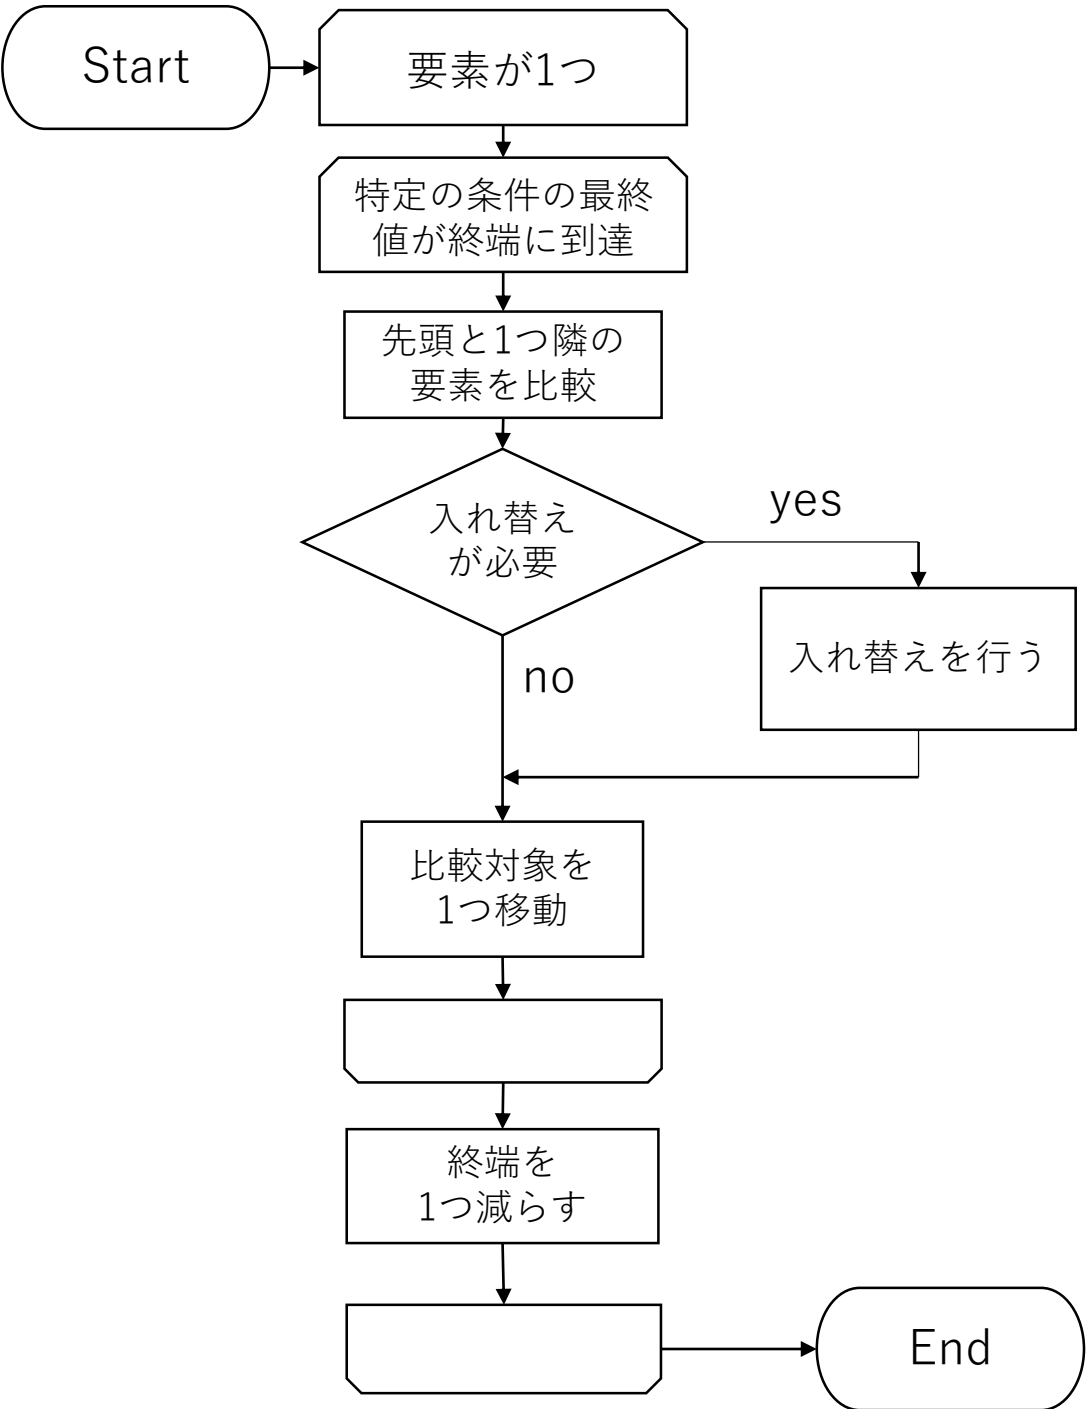 Start
要素が1つ
特定の条件の最終
値が終端に到達
先頭と1つ隣の
要素を比較
入れ替え
が必要
yes
入れ替えを行う
no
比較対象を
1つ移動
終端を
1つ減らす
End